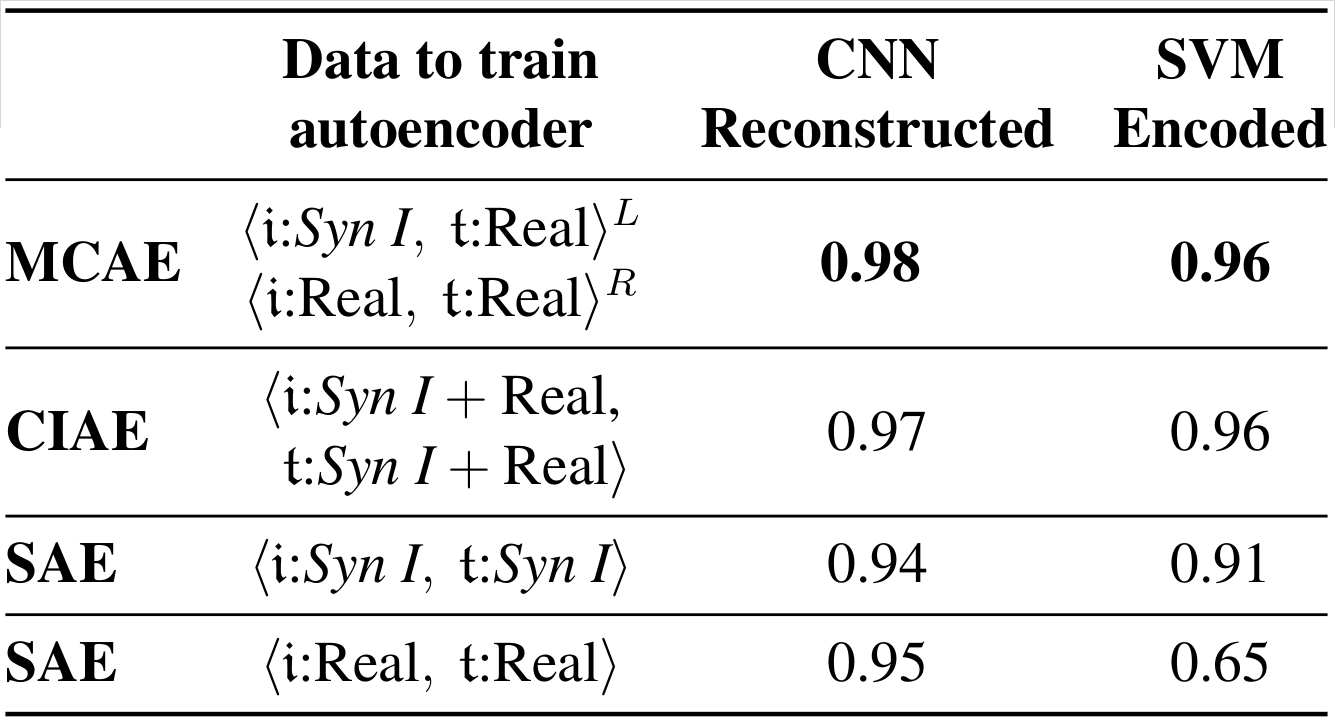 Data to train autoencoder CNN Reconstructed SVM Encoded
MCAE ⟨𝔦:Syn I, 𝔱:Real⟩^L ⟨𝔦:Real, 𝔱:Real⟩^R 0.98 0.96
CIAE ⟨𝔦:Syn I + Real, 𝔱:Syn I + Real⟩ 0.97 0.96
SAE ⟨𝔦:Syn I, 𝔱:Syn I⟩ 0.94 0.91
SAE ⟨𝔦:Real, 𝔱:Real⟩ 0.95 0.65